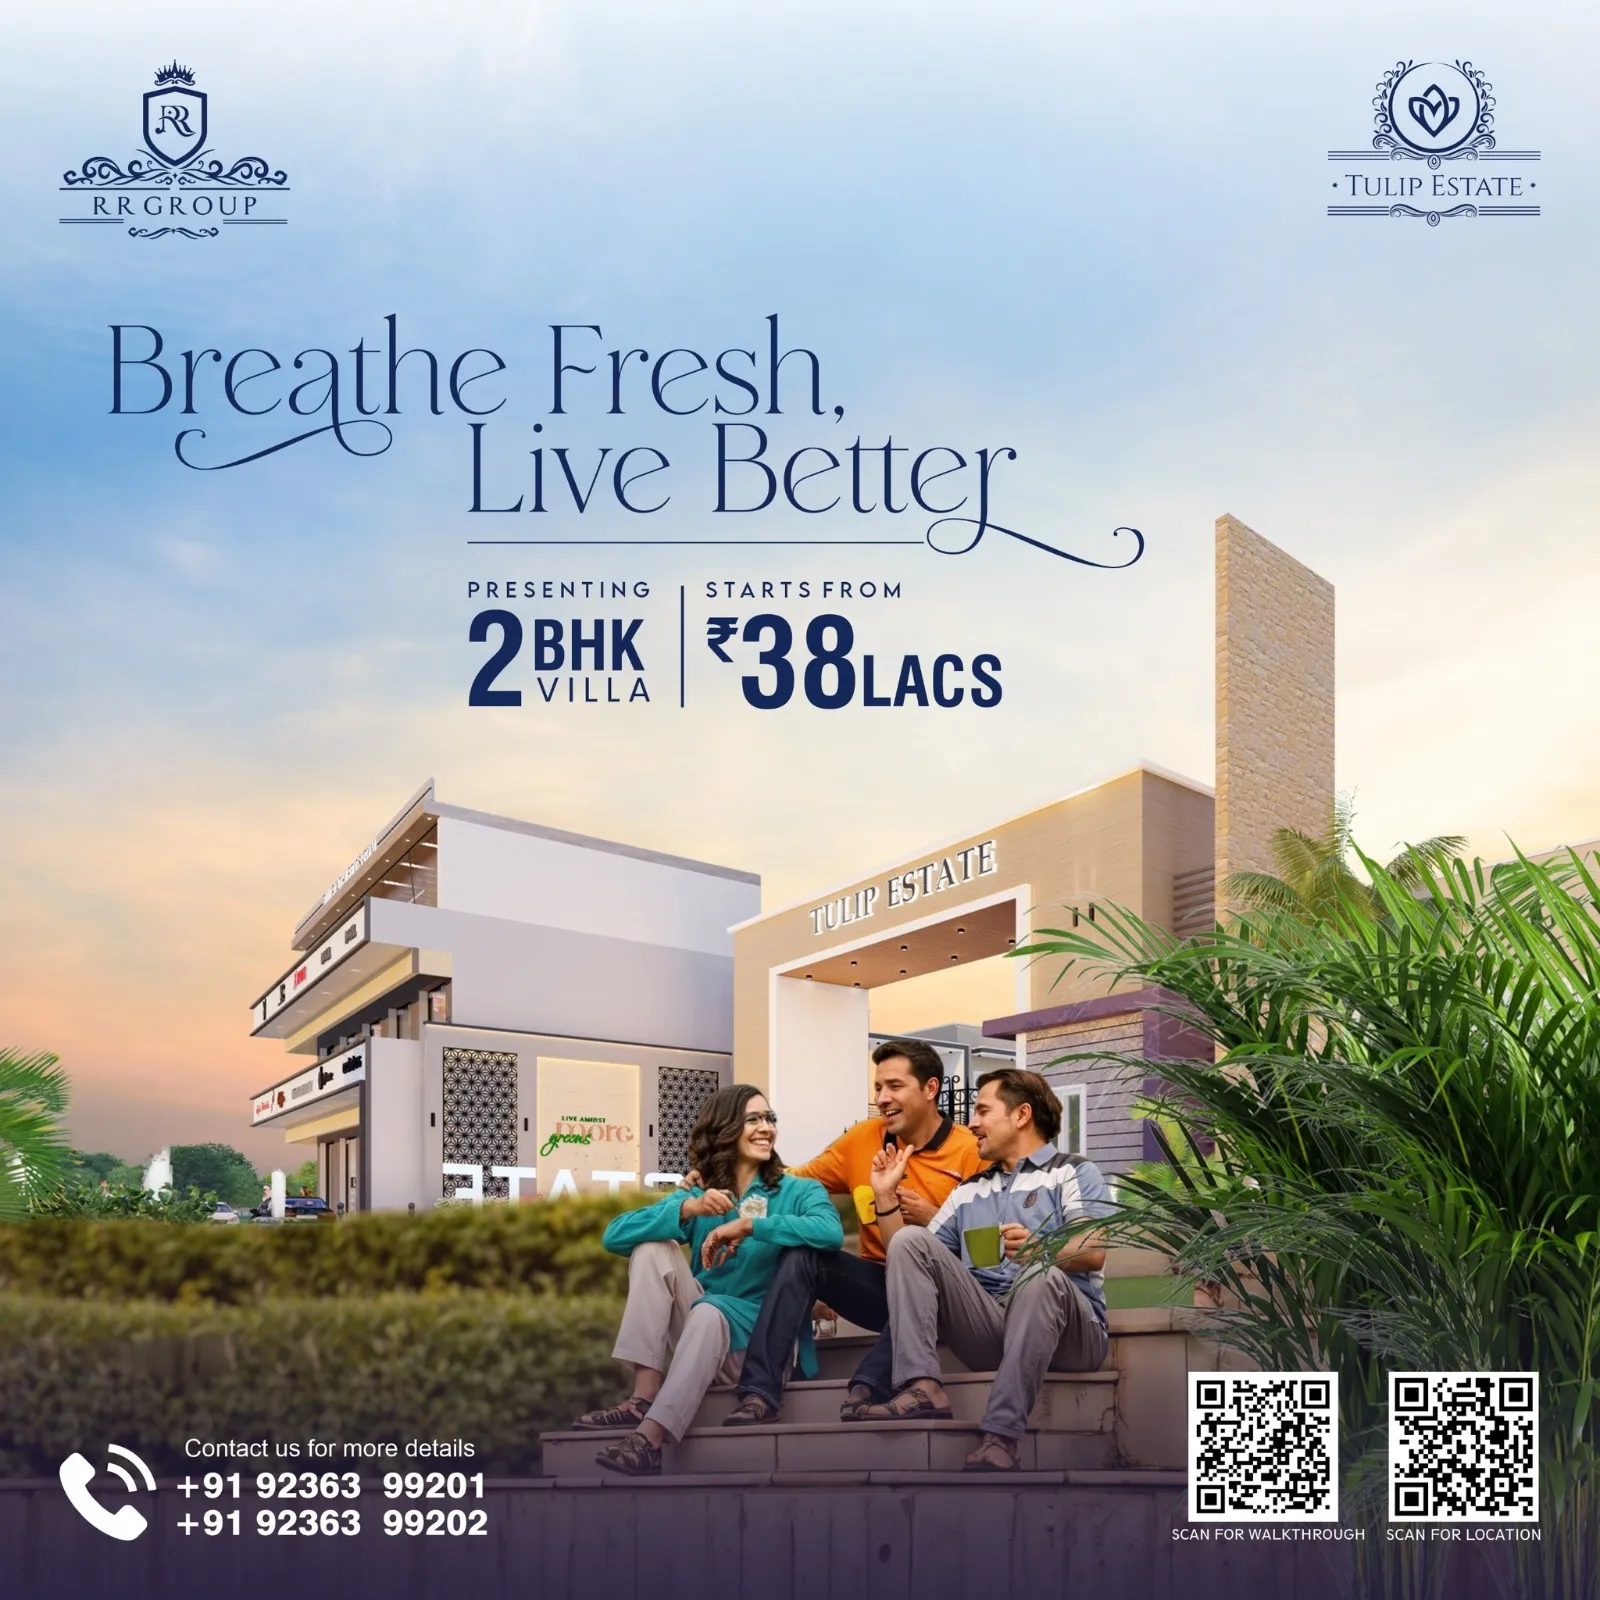 RR
RR GROUP
TULIP ESTATE
Breathe Fresh,
Live Better
PRESENTING
2 BHK
VILLA
STARTS FROM
₹38 LACS
TULIP ESTATE
LIVE AMIDST
more
greens
Contact us for more details
+91 92363 99201
+91 92363 99202
SCAN FOR WALKTHROUGH
SCAN FOR LOCATION